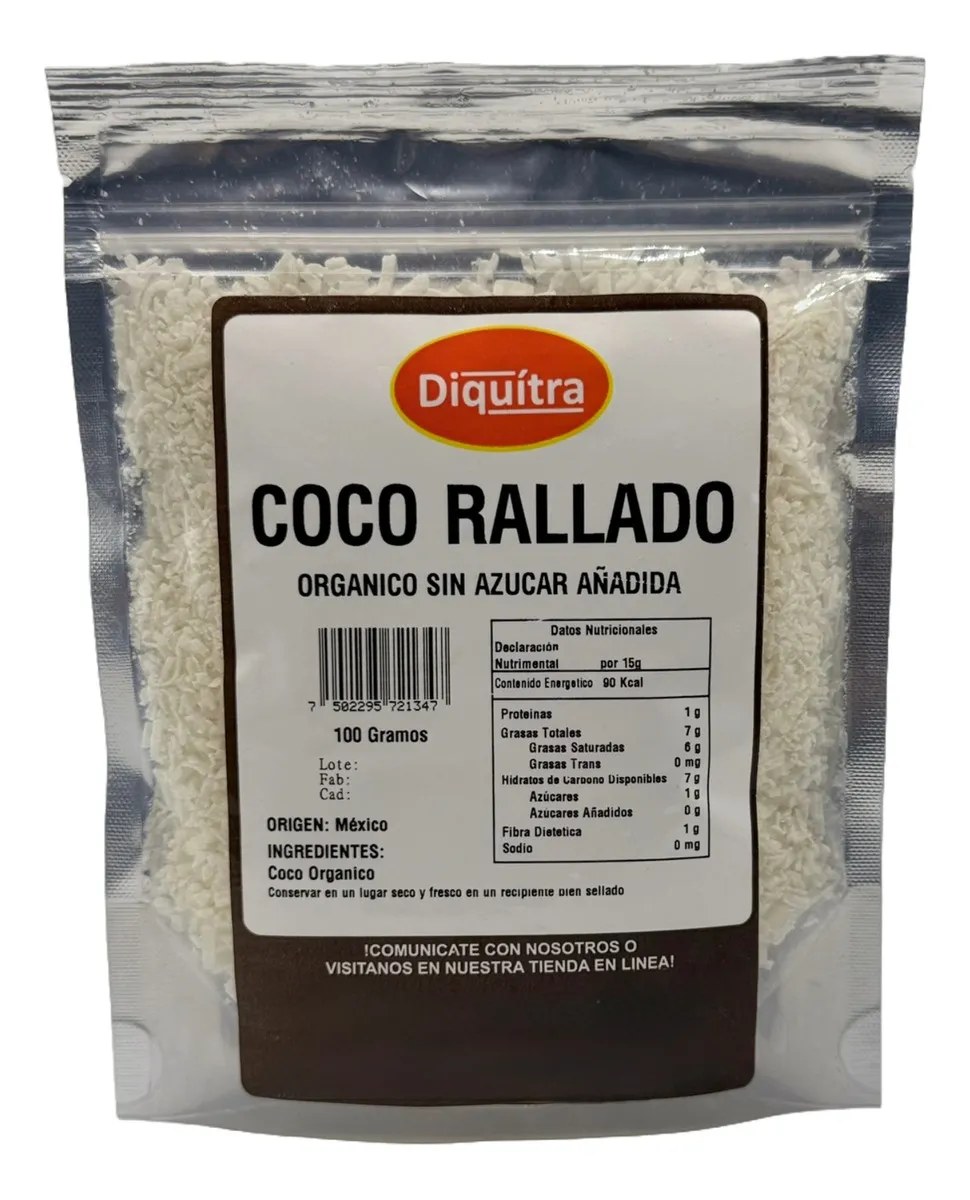 Diquítra
COCO RALLADO
ORGANICO SIN AZUCAR AÑADIDA
7 502295 721347
100 Gramos
Lote:
Fab:
Cad:
ORIGEN: México
INGREDIENTES:
Coco Organico
Datos Nutricionales
Declaración
Nutrimental por 15g
Contenido Energetico 90 Kcal
Proteinas 1 g
Grasas Totales 7 g
Grasas Saturadas 6 g
Grasas Trans 0 mg
Hidratos de Carbono Disponibles 7 g
Azúcares 1 g
Azúcares Añadidos 0 g
Fibra Dietetica 1 g
Sodio 0 mg
Conservar en un lugar seco y fresco en un recipiente bien sellado
!COMUNICATE CON NOSOTROS O
VISITANOS EN NUESTRA TIENDA EN LINEA!